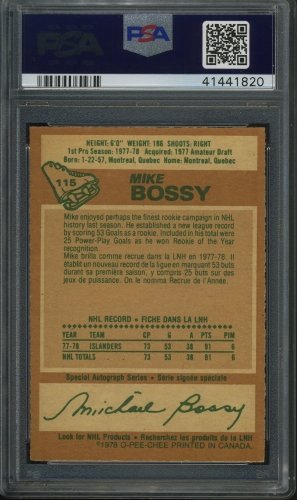 PSA PSA
41441820
HEIGHT: 6'0" WEIGHT: 186 SHOOTS: RIGHT
1st Pro Season: 1977-78 Acquired: 1977 Amateur Draft
Born: 1-22-57, Montreal, Quebec Home: Montreal, Quebec
115
MIKE
BOSSY
Mike enjoyed perhaps the finest rookie campaign in NHL
history last season. He established a new league record
by scoring 53 Goals as a rookie. Included in his total were
25 Power-Play Goals as he won Rookie of the Year
recognition.
Mike brilla comme recrue dans la LNH en 1977-78. Il
établit un nouveau record de la ligue en marquant 53 buts
durant sa première saison, y compris 25 buts sur des
jeux de puissance. On le nomma Recrue de l'Année.
NHL RECORD • FICHE DANS LA LNH
YEAR TEAM GP G A PTS PIM
77-78 ISLANDERS 73 53 38 91 6
NHL TOTALS 73 53 38 91 6
Special Autograph Series • Série signée spéciale
Michael Bossy
Look for NHL Products • Recherchez les produits de la LNH
©1978 O-PEE-CHEE PRINTED IN CANADA.